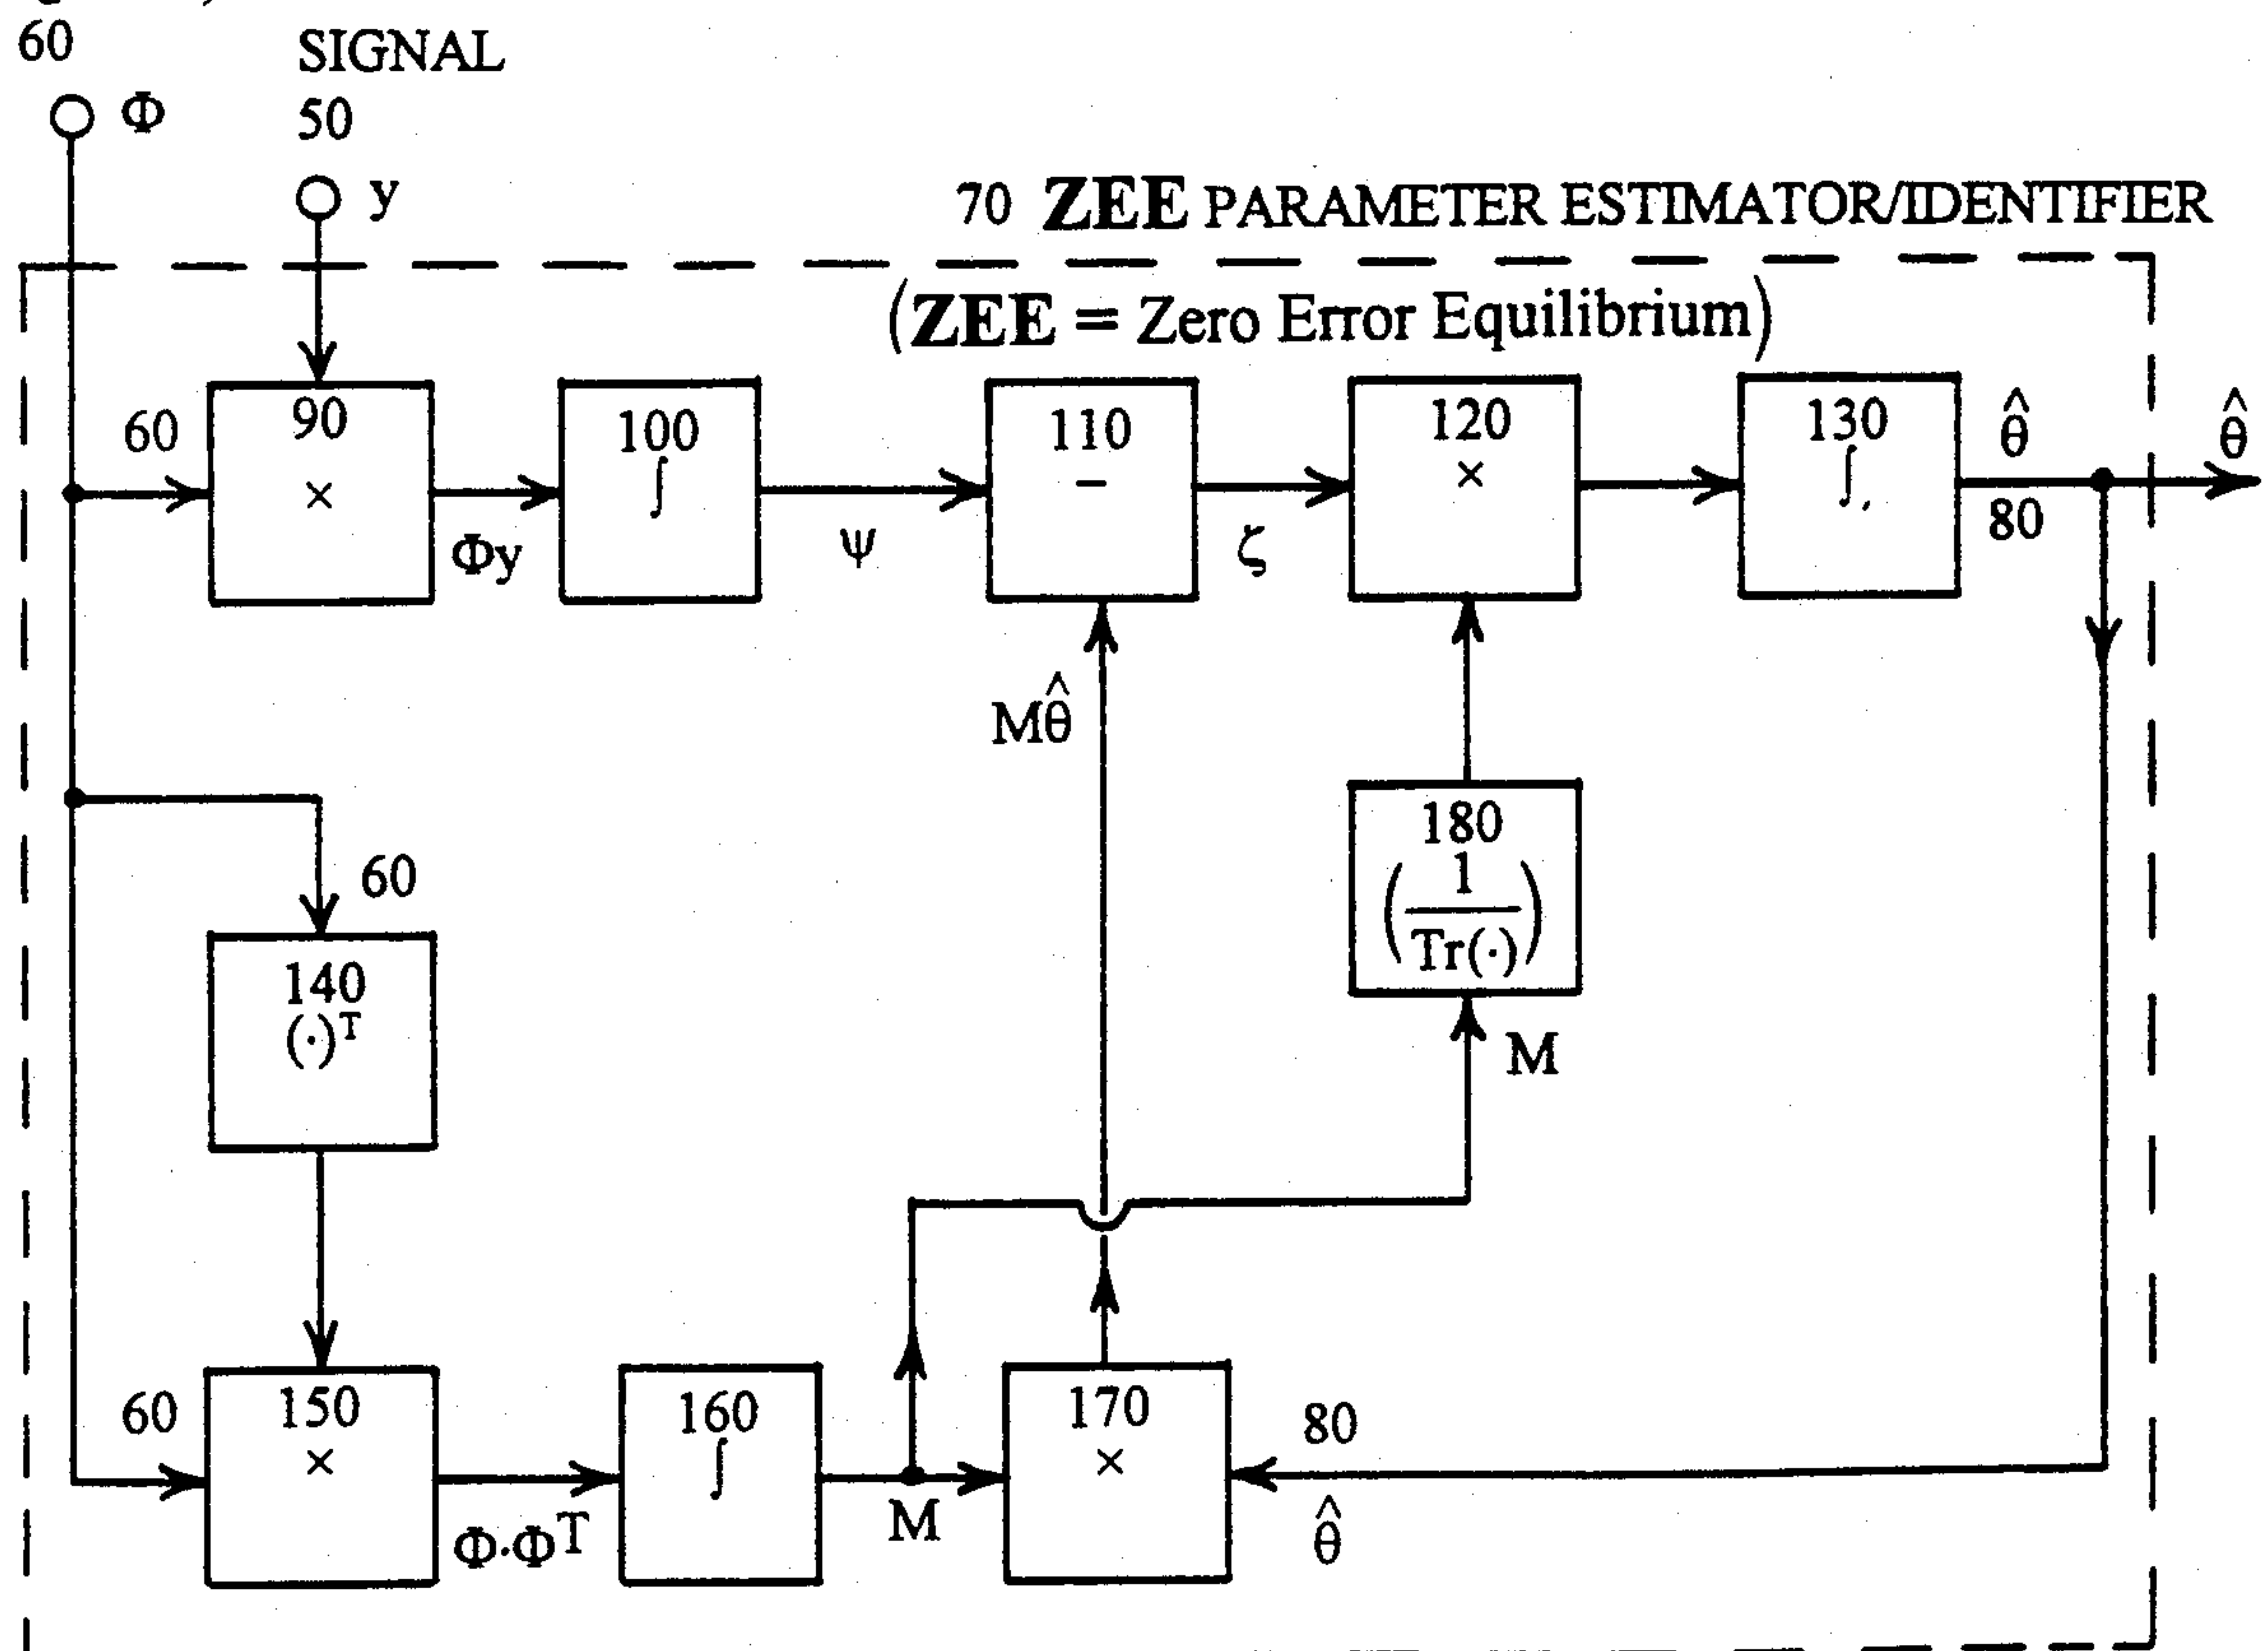 60
SIGNAL
Φ
50
y
70 ZEE PARAMETER ESTIMATOR/IDENTIFIER
(ZEE = Zero Error Equilibrium)
60
90
×
Φy
100
∫
ψ
110
−
ζ
120
×
130
∫,
θ̂
80
θ̂
Mθ̂
180
(1/Tr(·))
M
60
140
(·)ᵀ
60
150
×
Φ·Φᵀ
160
∫
M
170
×
80
θ̂